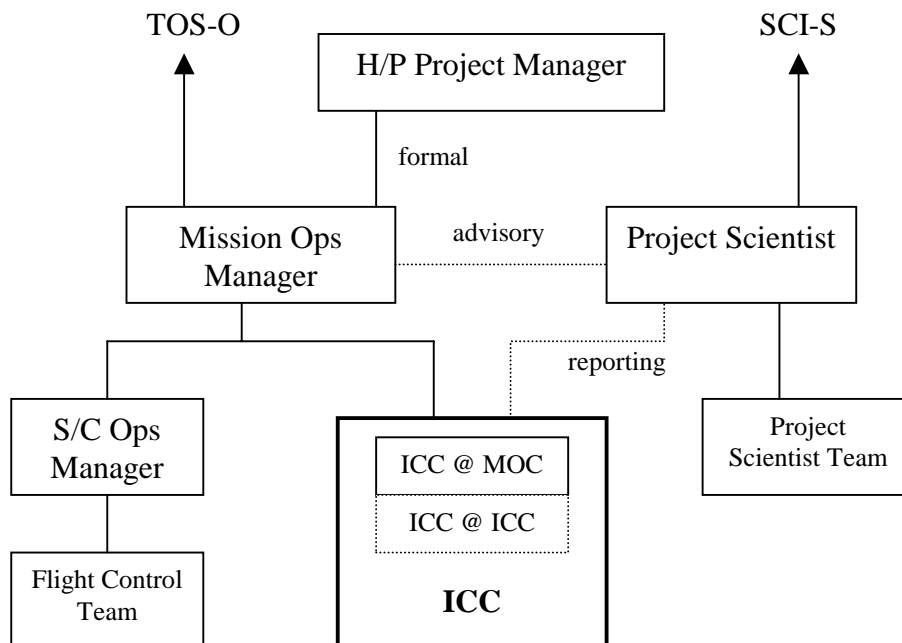 TOS-O
SCI-S
H/P Project Manager
formal
Mission Ops
Manager
advisory
Project Scientist
reporting
S/C Ops
Manager
ICC @ MOC
ICC @ ICC
ICC
Project
Scientist Team
Flight Control
Team